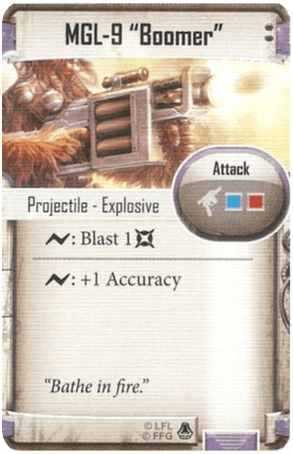 MGL-9 “Boomer”
Attack
Projectile - Explosive
: Blast 1
: +1 Accuracy
“Bathe in fire.”
© LFL
© FFG